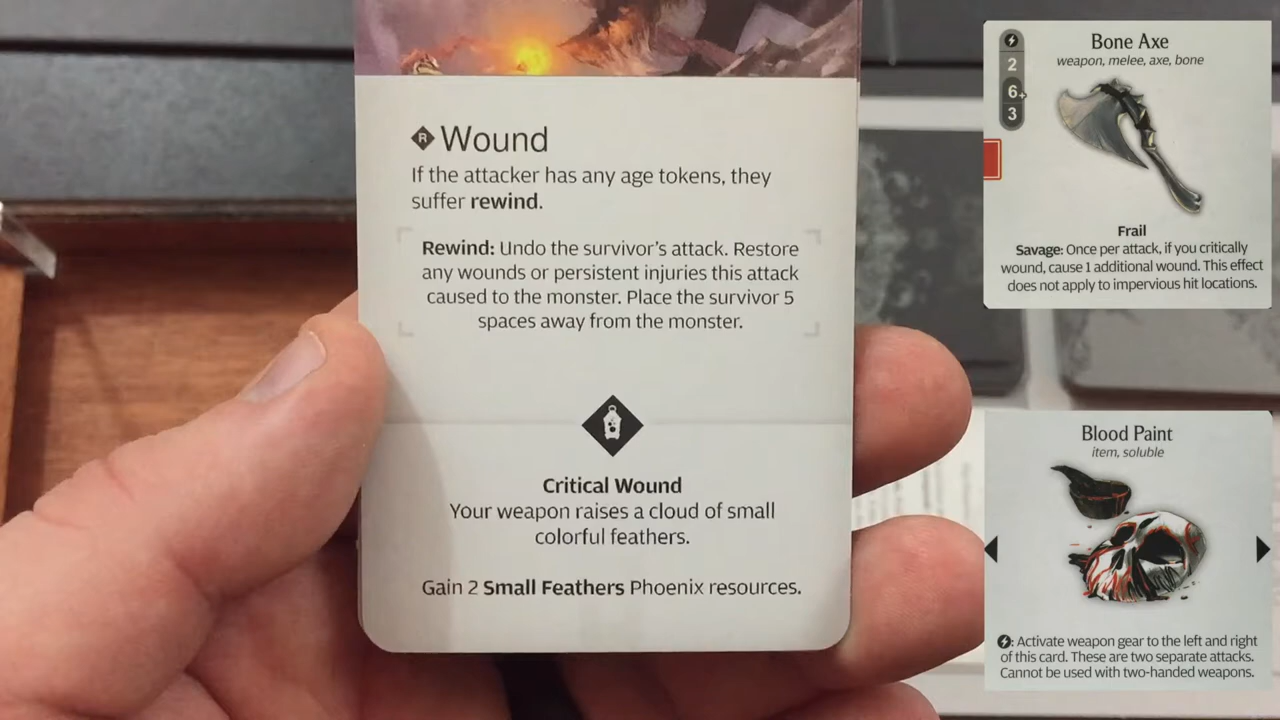 R Wound
If the attacker has any age tokens, they
suffer rewind.
Rewind: Undo the survivor's attack. Restore
any wounds or persistent injuries this attack
caused to the monster. Place the survivor 5
spaces away from the monster.
Critical Wound
Your weapon raises a cloud of small
colorful feathers.
Gain 2 Small Feathers Phoenix resources.
Bone Axe
weapon, melee, axe, bone
2
6+
3
Frail
Savage: Once per attack, if you critically
wound, cause 1 additional wound. This effect
does not apply to impervious hit locations.
Blood Paint
item, soluble
: Activate weapon gear to the left and right
of this card. These are two separate attacks.
Cannot be used with two-handed weapons.